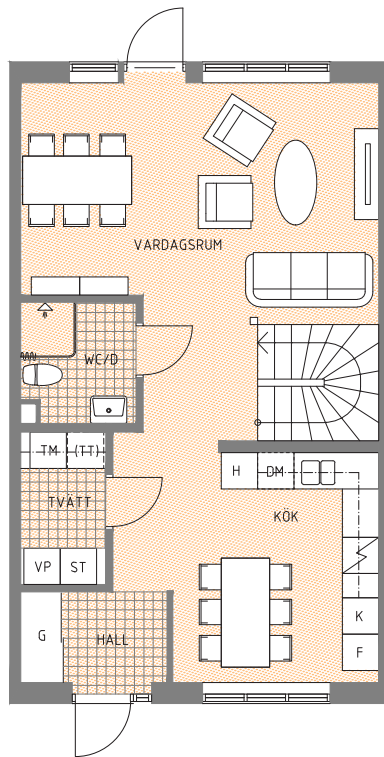 VARDAGSRUM
WC/D
TM (TT)
H DM
TVÄTT
KÖK
VP ST
K
G HALL
F